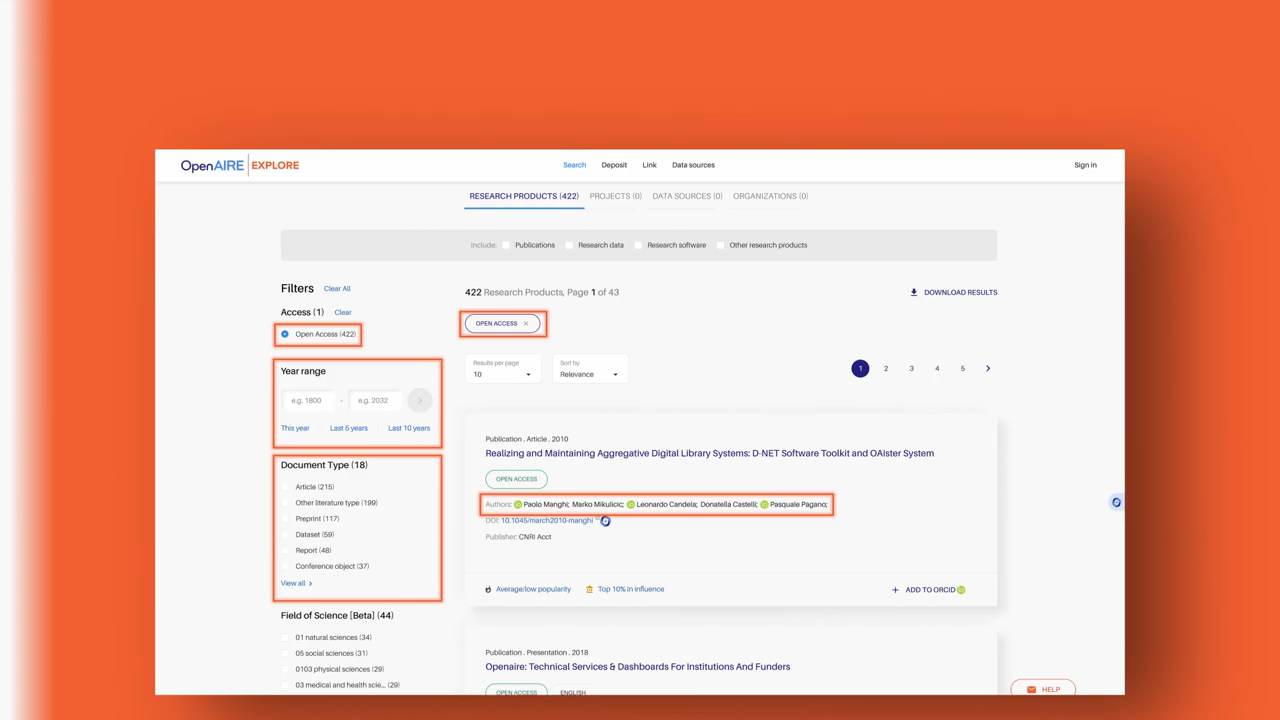 OpenAIRE | EXPLORE
Search Deposit Link Data sources
Sign in
RESEARCH PRODUCTS (422) PROJECTS (0) DATA SOURCES (0) ORGANIZATIONS (0)
Include: Publications Research data Research software Other research products
Filters Clear All
Access (1) Clear
Open Access (422)
Year range
e.g. 1800 - e.g. 2032
This year Last 5 years Last 10 years
Document Type (18)
Article (215)
Other literature type (199)
Preprint (117)
Dataset (59)
Report (48)
Conference object (37)
View all
Field of Science [Beta] (44)
01 natural sciences (34)
05 social sciences (31)
0103 physical sciences (29)
03 medical and health scie... (29)
422 Research Products, Page 1 of 43
DOWNLOAD RESULTS
OPEN ACCESS ×
Results per page
10
Sort by
Relevance
1 2 3 4 5
Publication . Article . 2010
Realizing and Maintaining Aggregative Digital Library Systems: D-NET Software Toolkit and OAIster System
OPEN ACCESS
Authors: Paolo Manghi; Marko Mikulicic; Leonardo Candela; Donatella Castelli; Pasquale Pagano;
DOI: 10.1045/march2010-manghi
Publisher: CNRI Acct
Average/low popularity Top 10% in influence
+ ADD TO ORCID iD
Publication . Presentation . 2018
Openaire: Technical Services & Dashboards For Institutions And Funders
OPEN ACCESS ENGLISH
HELP